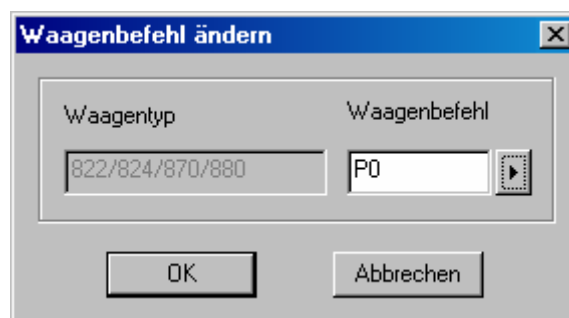 Waagenbefehl ändern
Waagentyp Waagenbefehl
822/824/870/880 P0
OK Abbrechen